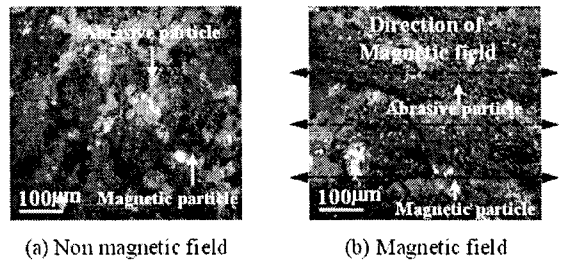 Abrasive particle
Magnetic particle
100μm
(a) Non magnetic field
Direction of
Magnetic field
Abrasive particle
Magnetic particle
100μm
(b) Magnetic field